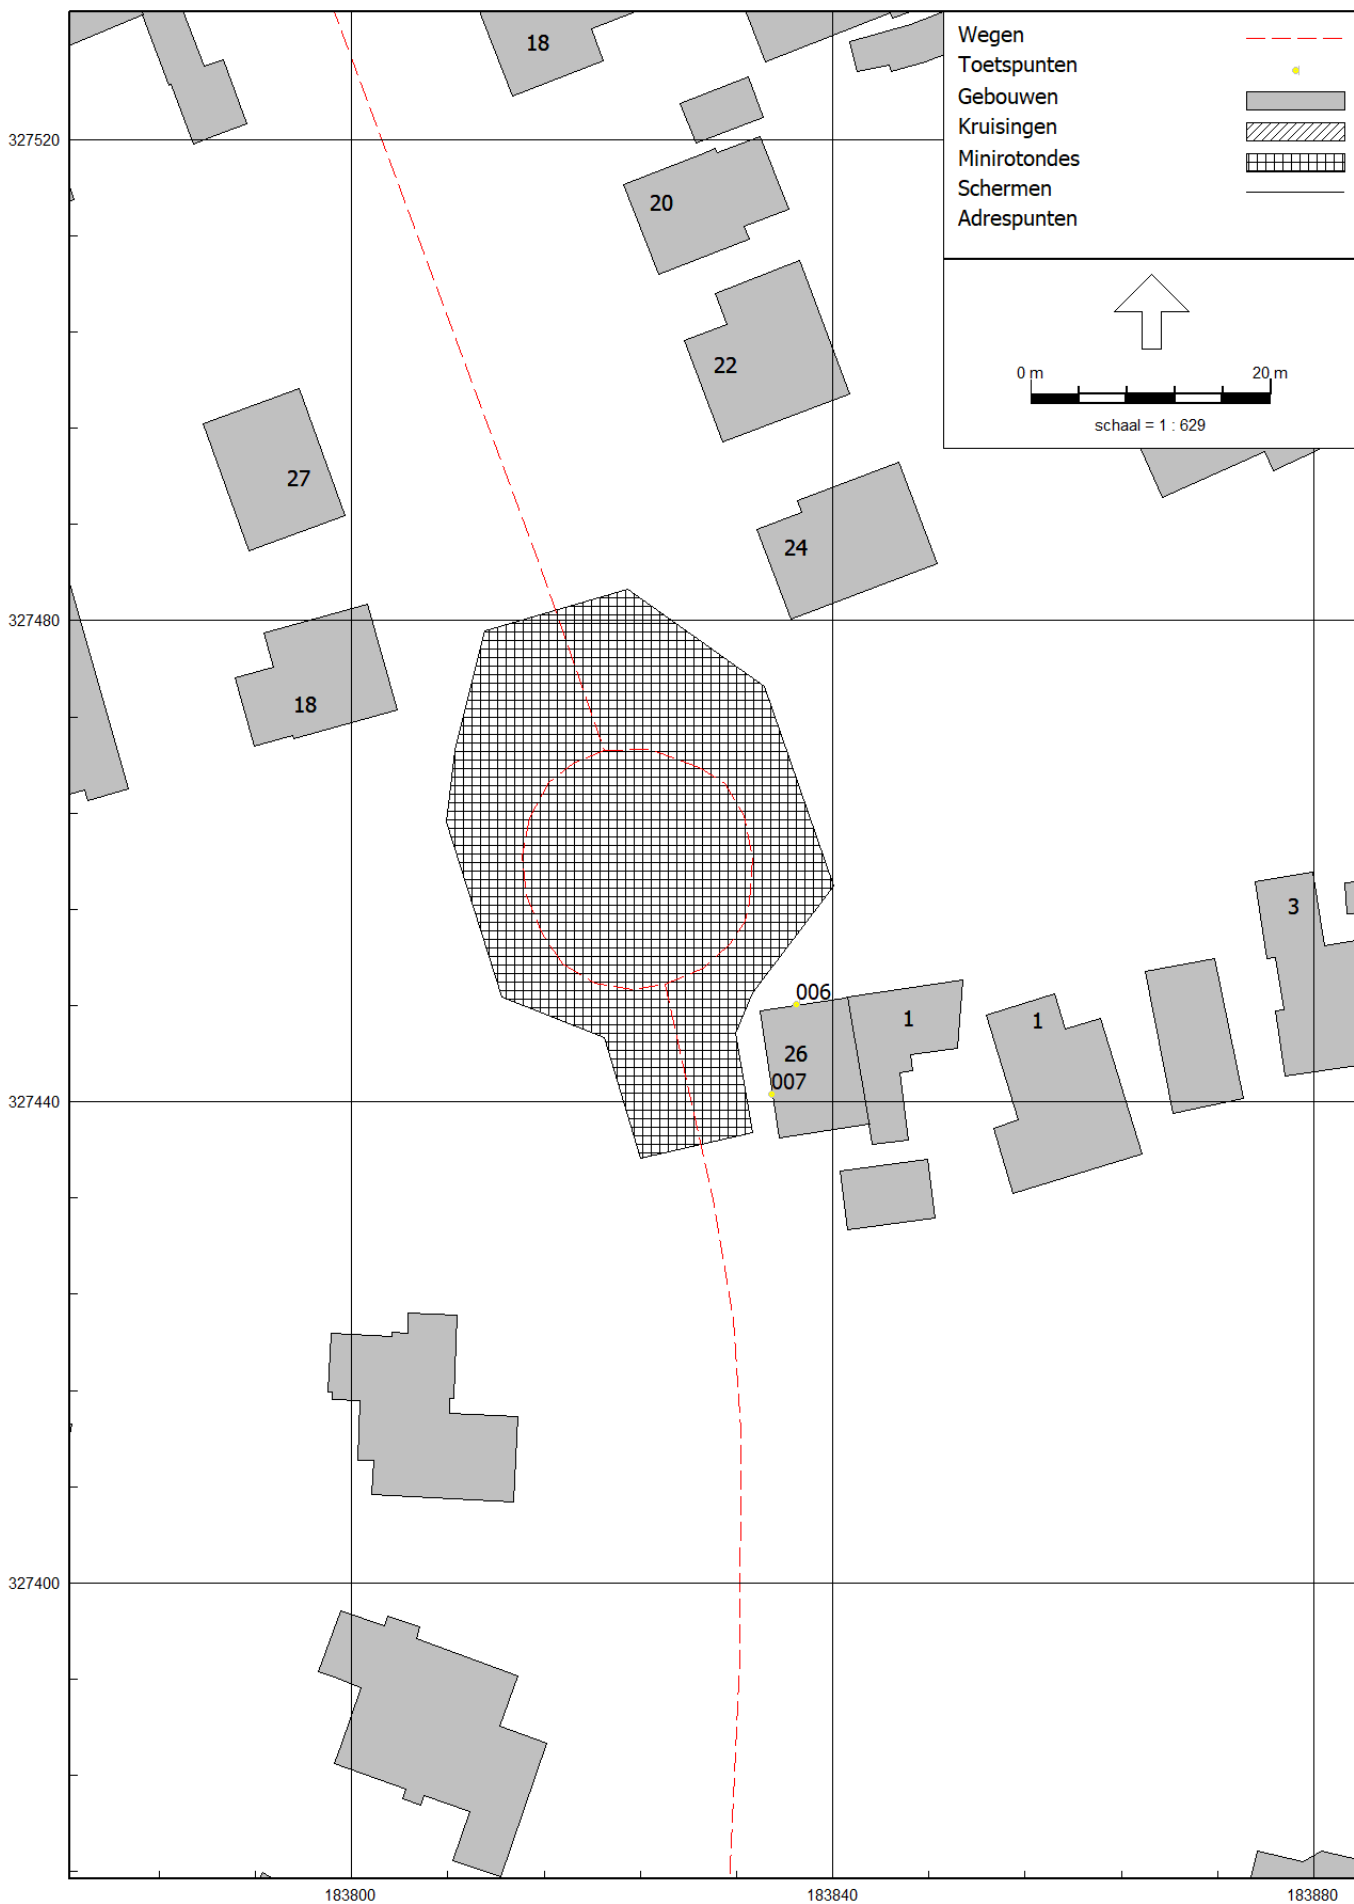 Wegen
Toetspunten
Gebouwen
Kruisingen
Minirotondes
Schermen
Adrespunten
0 m 20 m
schaal = 1 : 629
18
327520
20
22
27
24
327480
18
3
006
1
1
26
007
327440
327400
183800 183840 183880